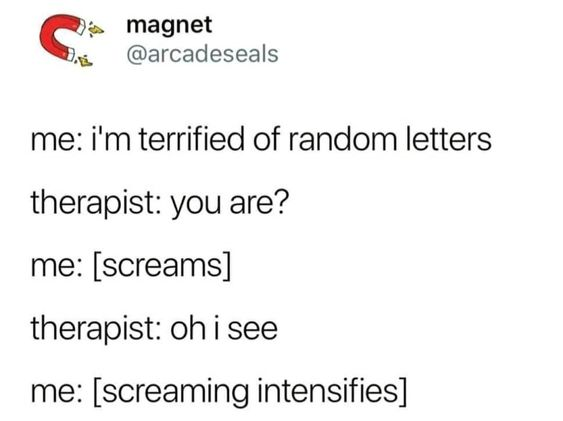 magnet
@arcadeseals
me: i'm terrified of random letters
therapist: you are?
me: [screams]
therapist: oh i see
me: [screaming intensifies]